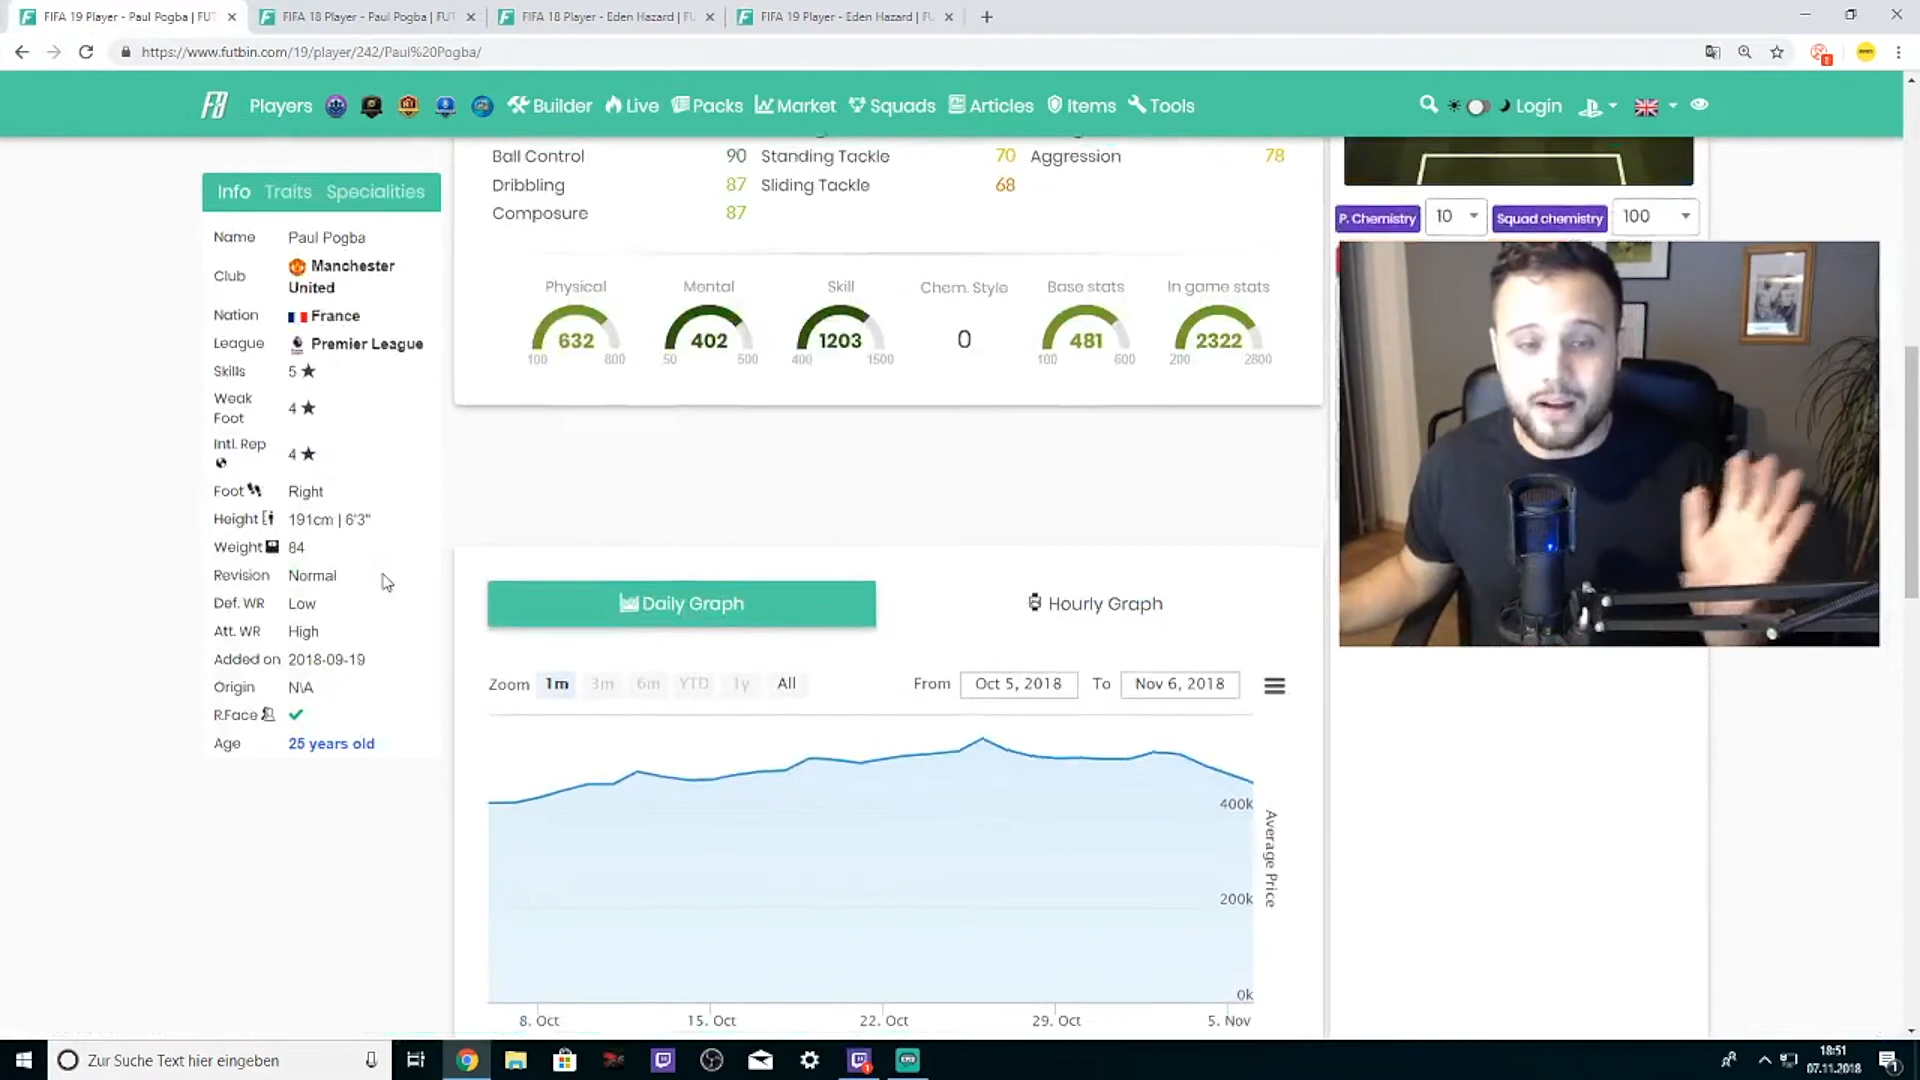 FIFA 19 Player - Paul Pogba | FUT
FIFA 18 Player - Paul Pogba | FUT
FIFA 18 Player - Eden Hazard | FU
FIFA 19 Player - Eden Hazard | FU
https://www.futbin.com/19/player/242/Paul%20Pogba/
Players Builder Live Packs Market Squads Articles Items Tools Login
Ball Control 90 Standing Tackle 70 Aggression 78
Dribbling 87 Sliding Tackle 68
Composure 87
Info Traits Specialities
Name Paul Pogba
Club Manchester United
Nation France
League Premier League
Skills 5
Weak Foot 4
Intl. Rep 4
Foot Right
Height 191cm | 6'3"
Weight 84
Revision Normal
Def. WR Low
Att. WR High
Added on 2018-09-19
Origin N\A
R.Face
Age 25 years old
Physical Mental Skill Chem. Style Base stats In game stats
632 402 1203 0 481 2322
100 800 50 500 400 1500 100 600 200 2800
P. Chemistry 10 Squad chemistry 100
Daily Graph Hourly Graph
Zoom 1m 3m 6m YTD 1y All From Oct 5, 2018 To Nov 6, 2018
400k
200k
0k
Average Price
8. Oct 15. Oct 22. Oct 29. Oct 5. Nov
Zur Suche Text hier eingeben
18:51
07.11.2018